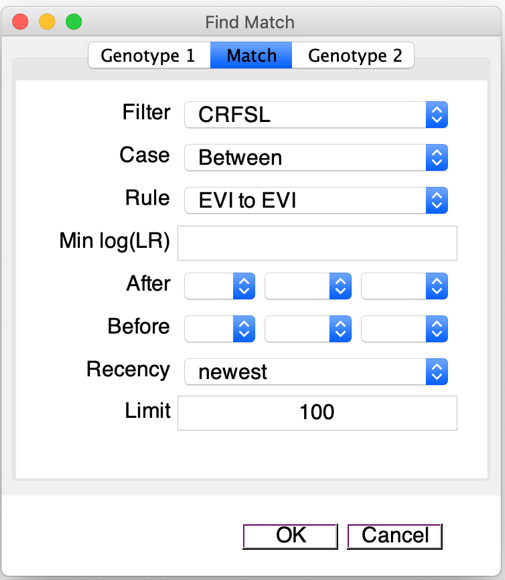 Find Match
Genotype 1 Match Genotype 2
Filter CRFSL
Case Between
Rule EVI to EVI
Min log(LR)
After
Before
Recency newest
Limit 100
OK Cancel